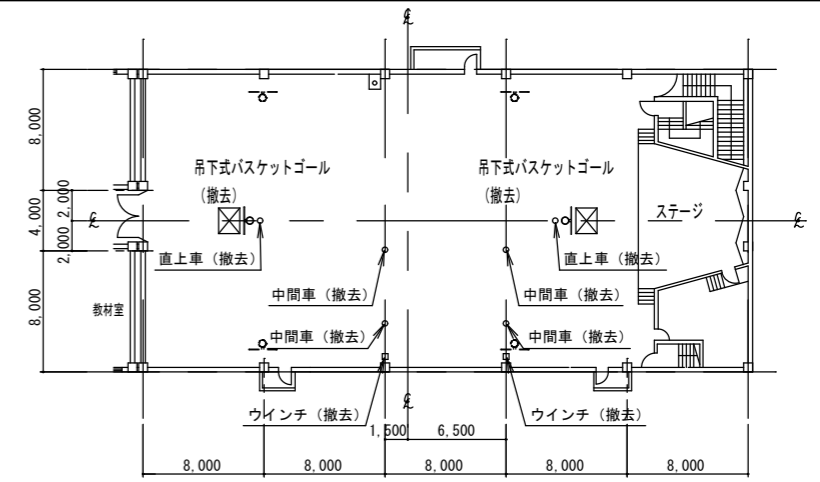 ℄
8,000
4,000
2,000
2,000
8,000
℄
℄
吊下式バスケットゴール
(撤去)
吊下式バスケットゴール
(撤去)
ステージ
直上車（撤去）
直上車（撤去）
中間車（撤去）
中間車（撤去）
教材室
中間車（撤去）
中間車（撤去）
℄
ウインチ（撤去）
ウインチ（撤去）
1,500
6,500
8,000
8,000
8,000
8,000
8,000